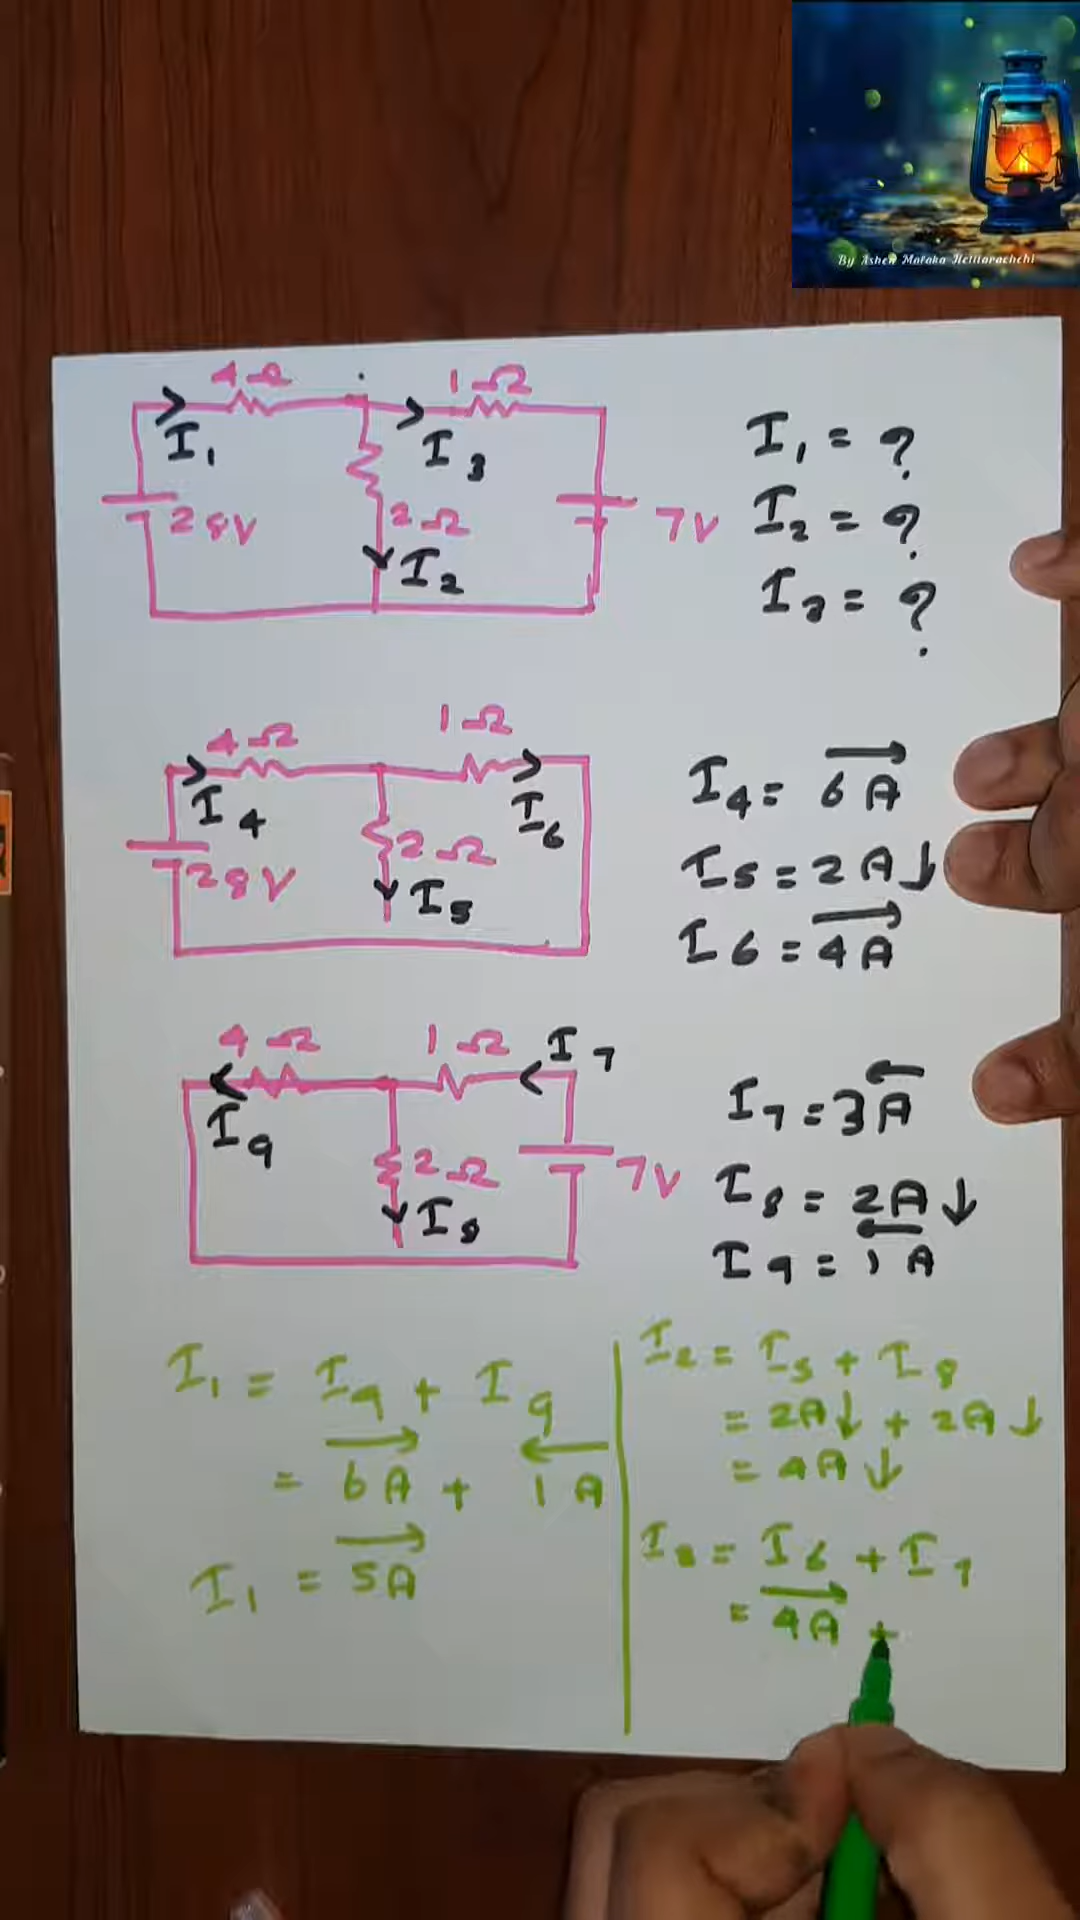 By Ashen Mataka Hettiarachchi
4Ω
1Ω
I₁
I₃
28V
2Ω
I₂
7V
I₁ = ?
I₂ = ?
I₃ = ?
4Ω
1Ω
I₄
I₆
28V
2Ω
I₅
I₄ = 6A →
I₅ = 2A ↓
I₆ = 4A →
4Ω
1Ω
I₇
I₉
2Ω
I₈
7V
I₇ = 3A ←
I₈ = 2A ↓
I₉ = 1A ←
I₁ = I₉ + I₉
= 6A → + 1A ←
I₁ = 5A →
I₂ = I₅ + I₈
= 2A ↓ + 2A ↓
= 4A ↓
I₃ = I₆ + I₇
= 4A → +